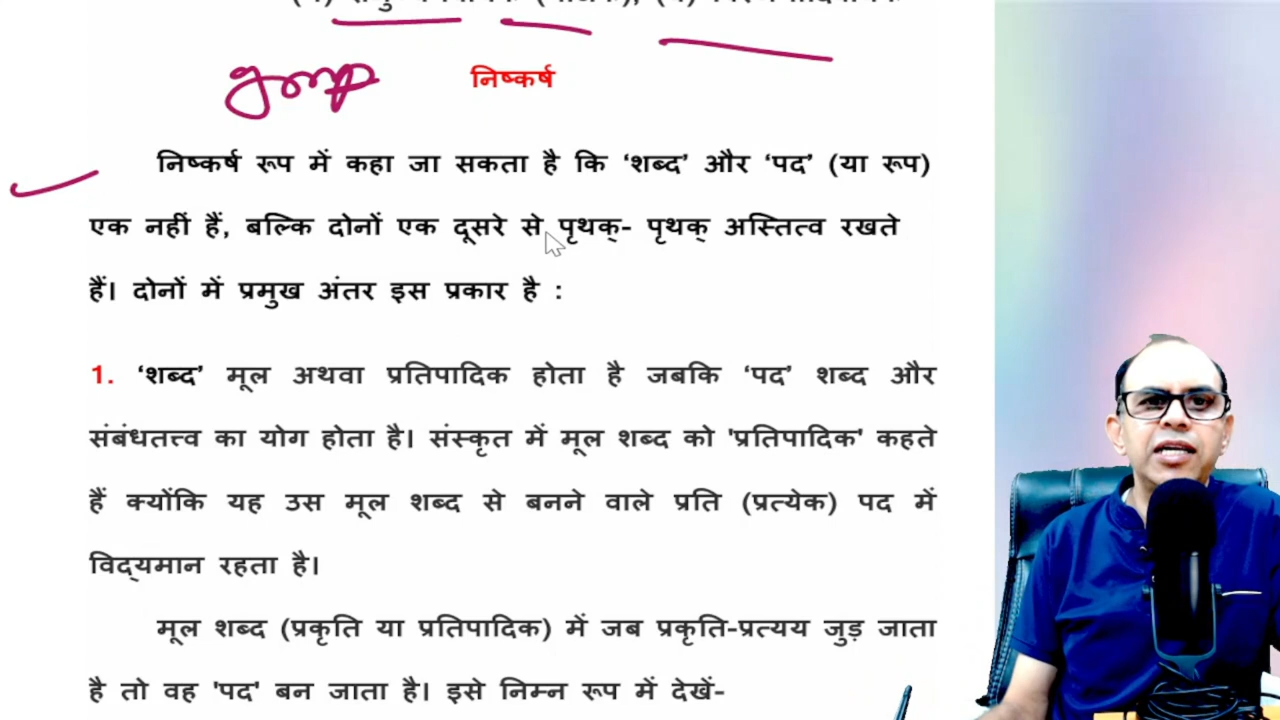 group
निष्कर्ष
निष्कर्ष रूप में कहा जा सकता है कि ‘शब्द’ और ‘पद’ (या रूप)
एक नहीं हैं, बल्कि दोनों एक दूसरे से पृथक्- पृथक् अस्तित्व रखते
हैं। दोनों में प्रमुख अंतर इस प्रकार है :
1. ‘शब्द’ मूल अथवा प्रतिपादिक होता है जबकि ‘पद’ शब्द और
संबंधतत्त्व का योग होता है। संस्कृत में मूल शब्द को 'प्रतिपादिक' कहते
हैं क्योंकि यह उस मूल शब्द से बनने वाले प्रति (प्रत्येक) पद में
विद्यमान रहता है।
मूल शब्द (प्रकृति या प्रतिपादिक) में जब प्रकृति-प्रत्यय जुड़ जाता
है तो वह 'पद' बन जाता है। इसे निम्न रूप में देखें-